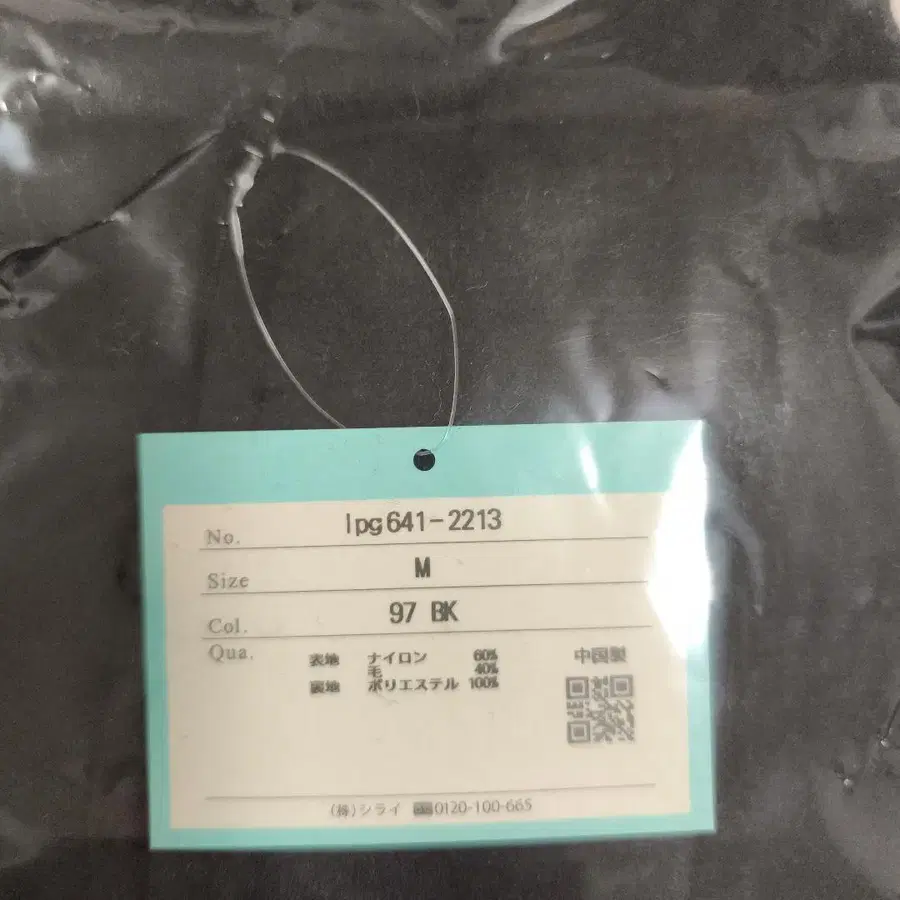 No. lpg641-2213
Size M
Col. 97 BK
Qua. 表地 ナイロン 60% 中国製
毛 40%
裏地 ポリエステル 100%
(株)シライ 0120-100-665